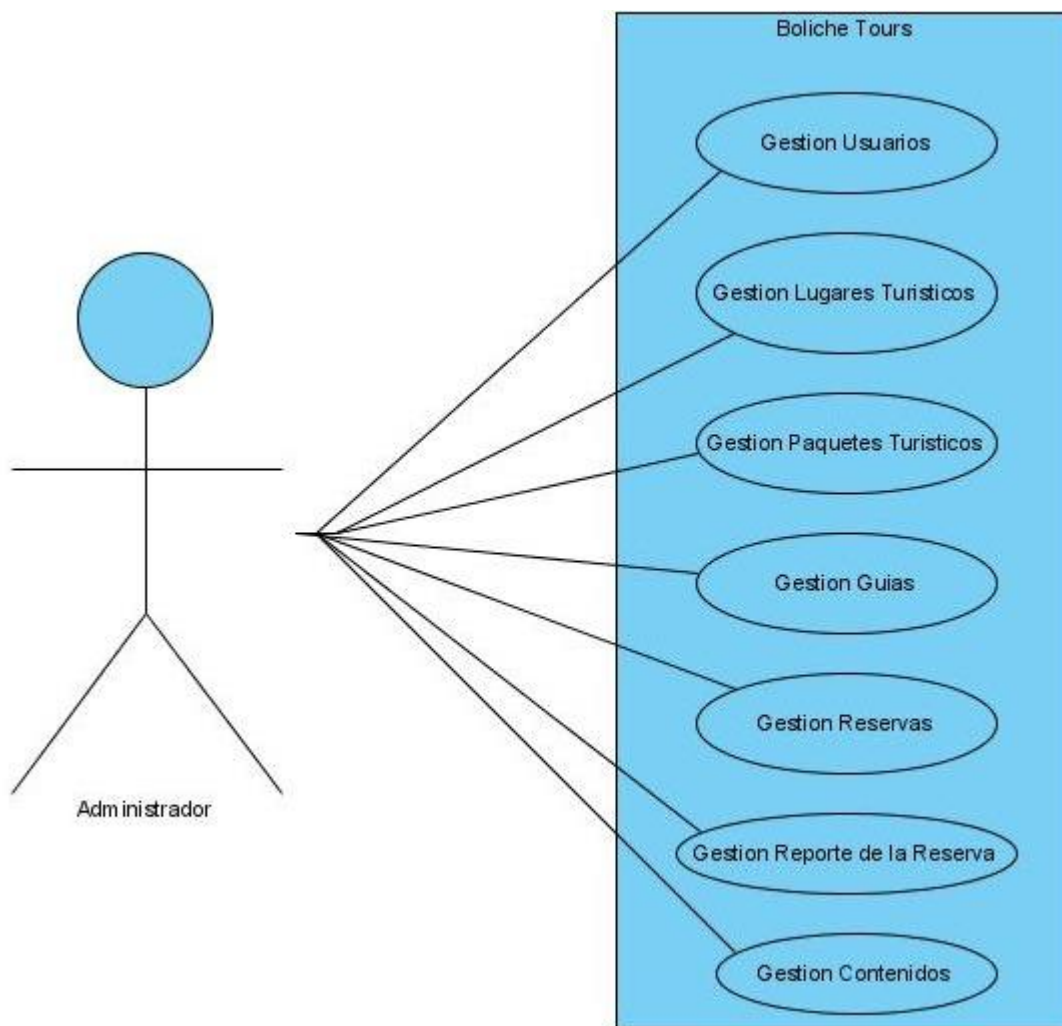 Boliche Tours
Gestion Usuarios
Gestion Lugares Turisticos
Gestion Paquetes Turisticos
Gestion Guias
Gestion Reservas
Administrador
Gestion Reporte de la Reserva
Gestion Contenidos